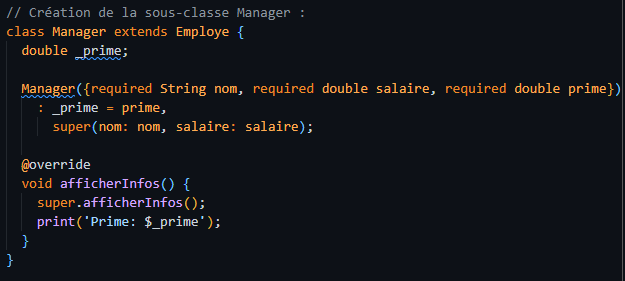 // Création de la sous-classe Manager :
class Manager extends Employe {
  double _prime;

  Manager({required String nom, required double salaire, required double prime})
    : _prime = prime,
      super(nom: nom, salaire: salaire);

  @override
  void afficherInfos() {
    super.afficherInfos();
    print('Prime: $_prime');
  }
}